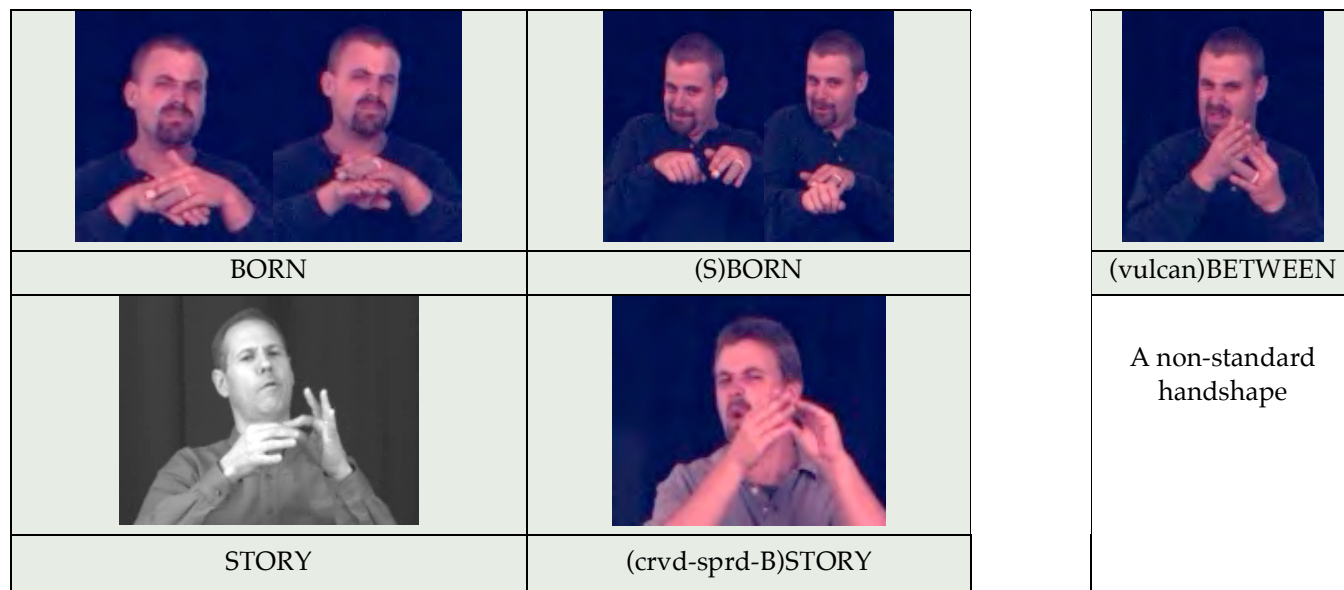 BORN
(S)BORN
(vulcan)BETWEEN
A non-standard
handshape
STORY
(crvd-sprd-B)STORY